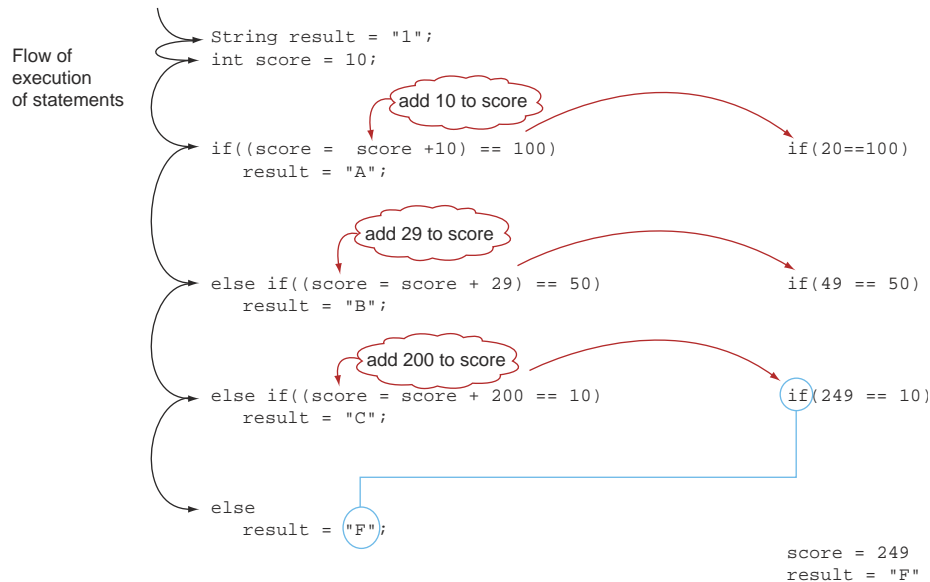 String result = "1";
Flow of
execution
of statements
int score = 10;
add 10 to score
if((score =  score +10) == 100)
if(20==100)
result = "A";
add 29 to score
else if((score = score + 29) == 50)
if(49 == 50)
result = "B";
add 200 to score
else if((score = score + 200 == 10)
if(249 == 10)
result = "C";
else
result = "F";
score = 249
result = "F"